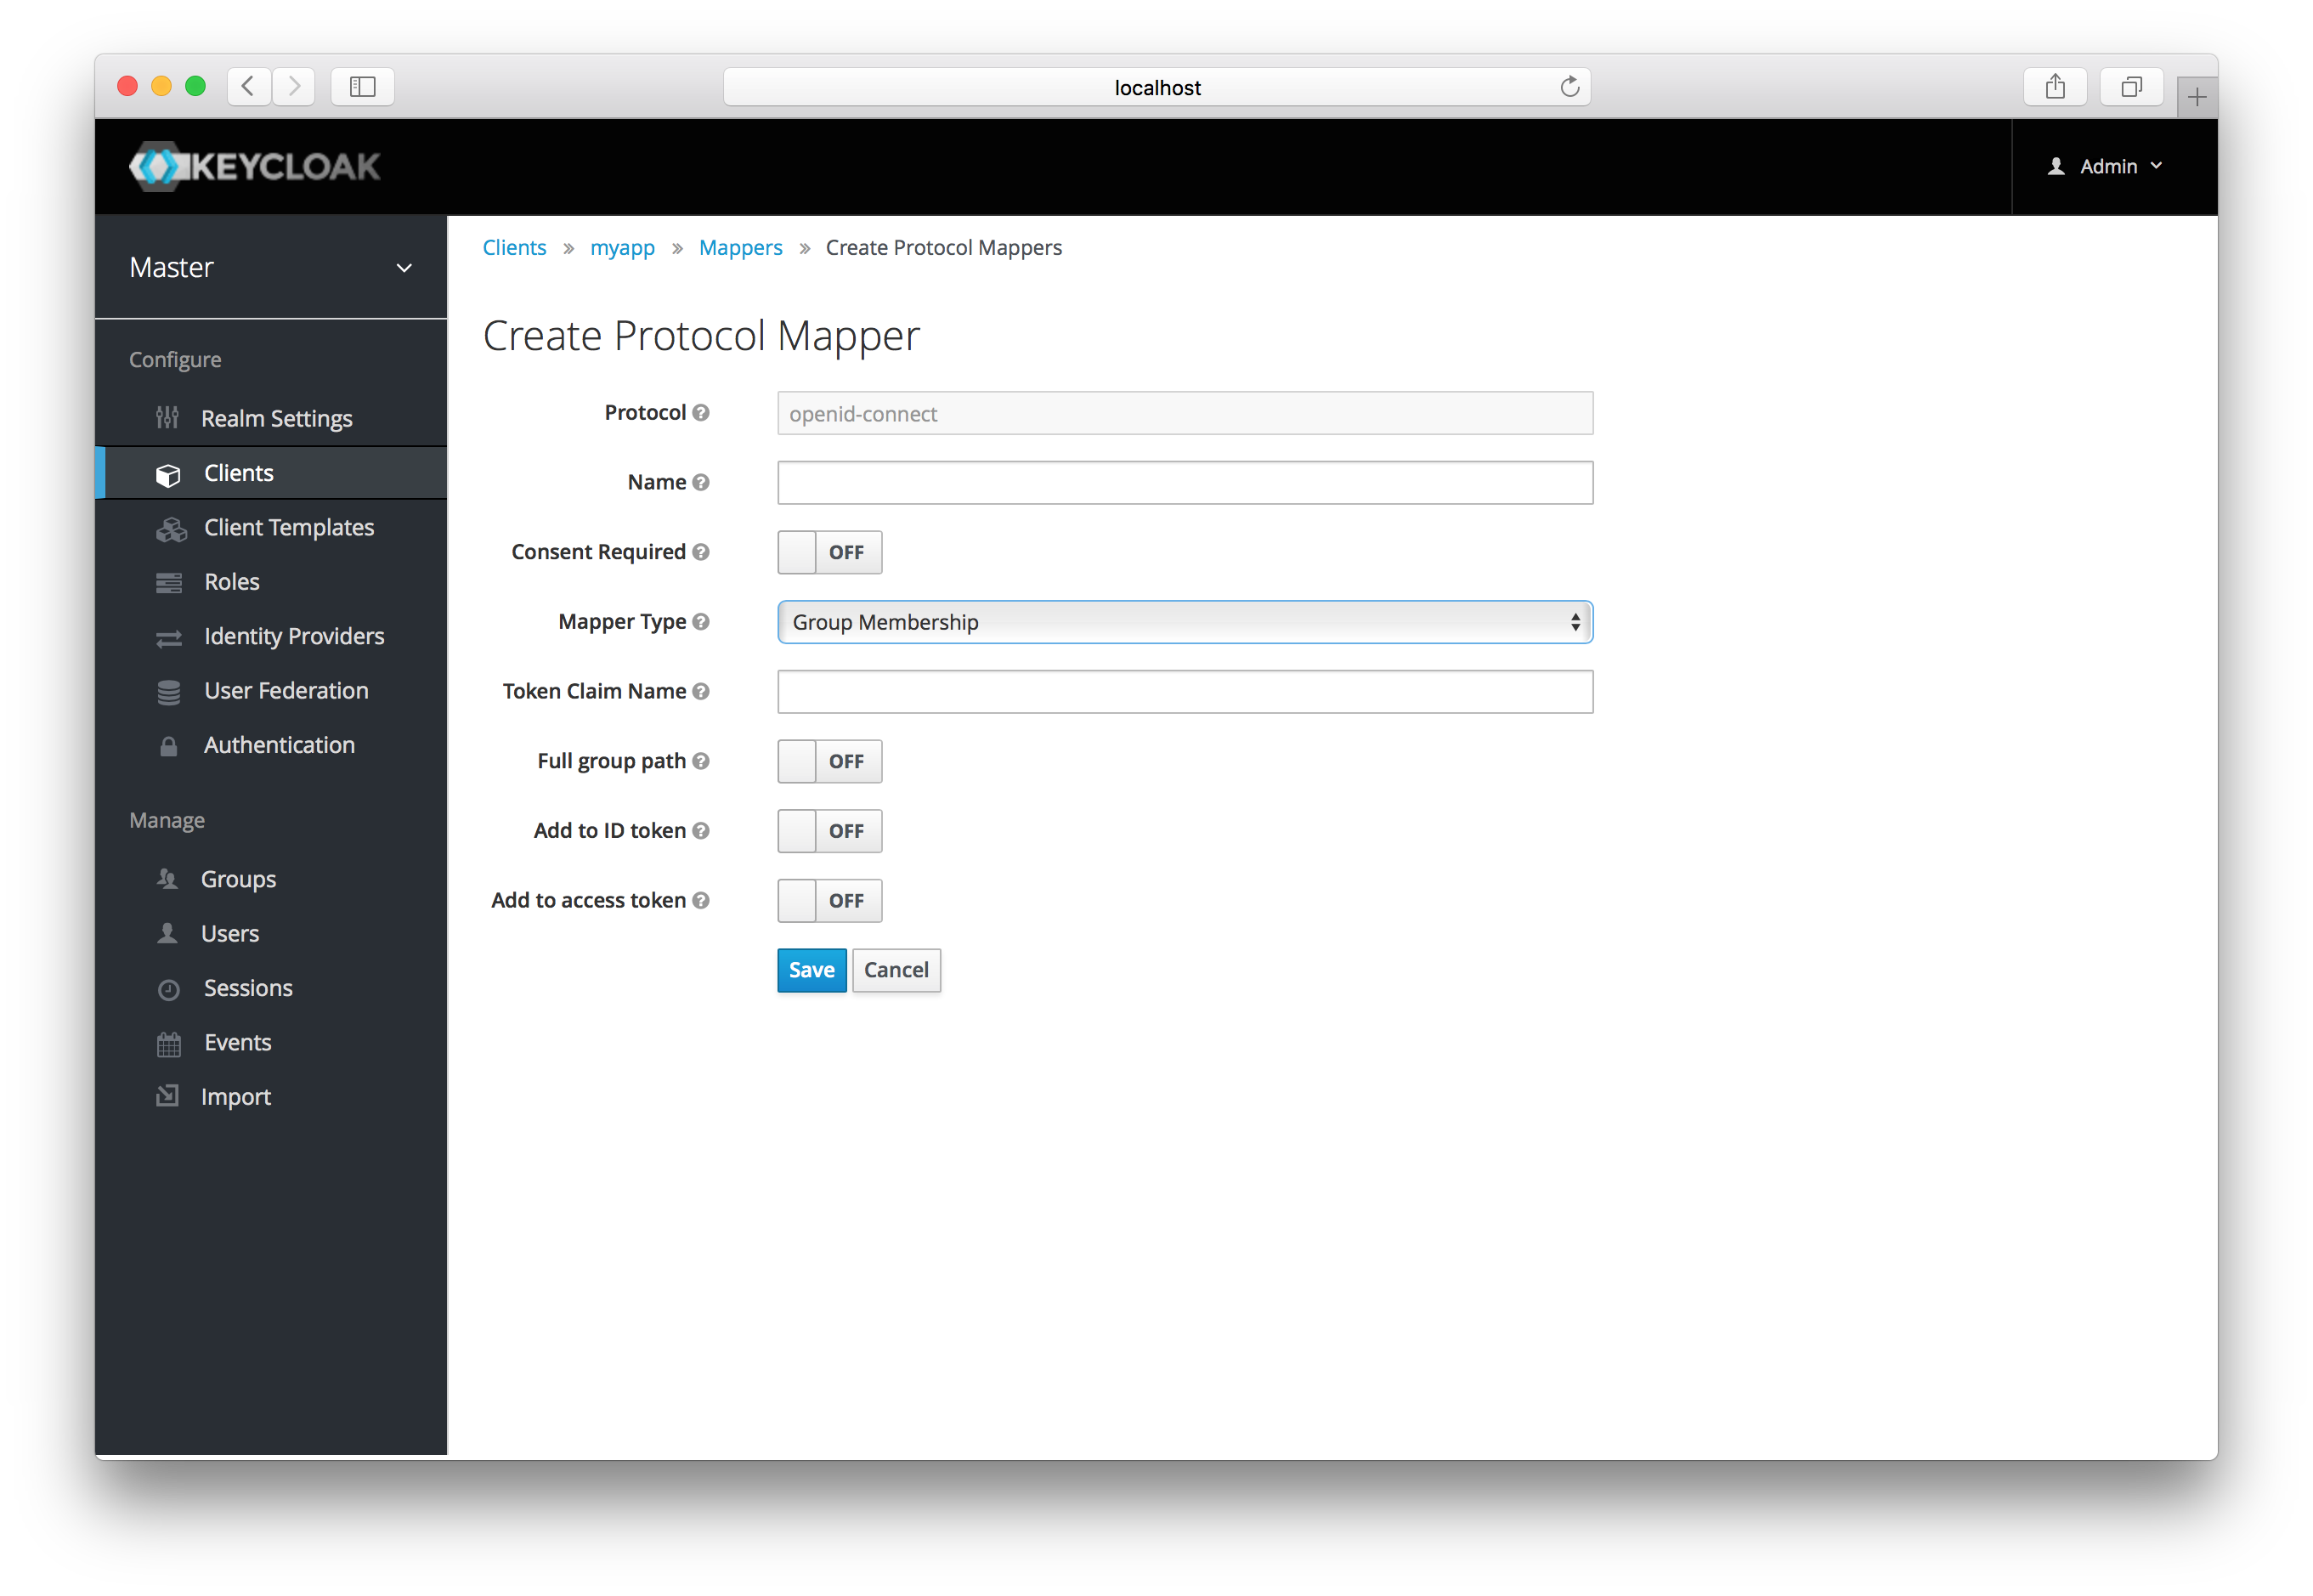 localhost
KEYCLOAK
Admin
Master
Configure
Realm Settings
Clients
Client Templates
Roles
Identity Providers
User Federation
Authentication
Manage
Groups
Users
Sessions
Events
Import
Clients » myapp » Mappers » Create Protocol Mappers
Create Protocol Mapper
Protocol openid-connect
Name
Consent Required OFF
Mapper Type Group Membership
Token Claim Name
Full group path OFF
Add to ID token OFF
Add to access token OFF
Save Cancel